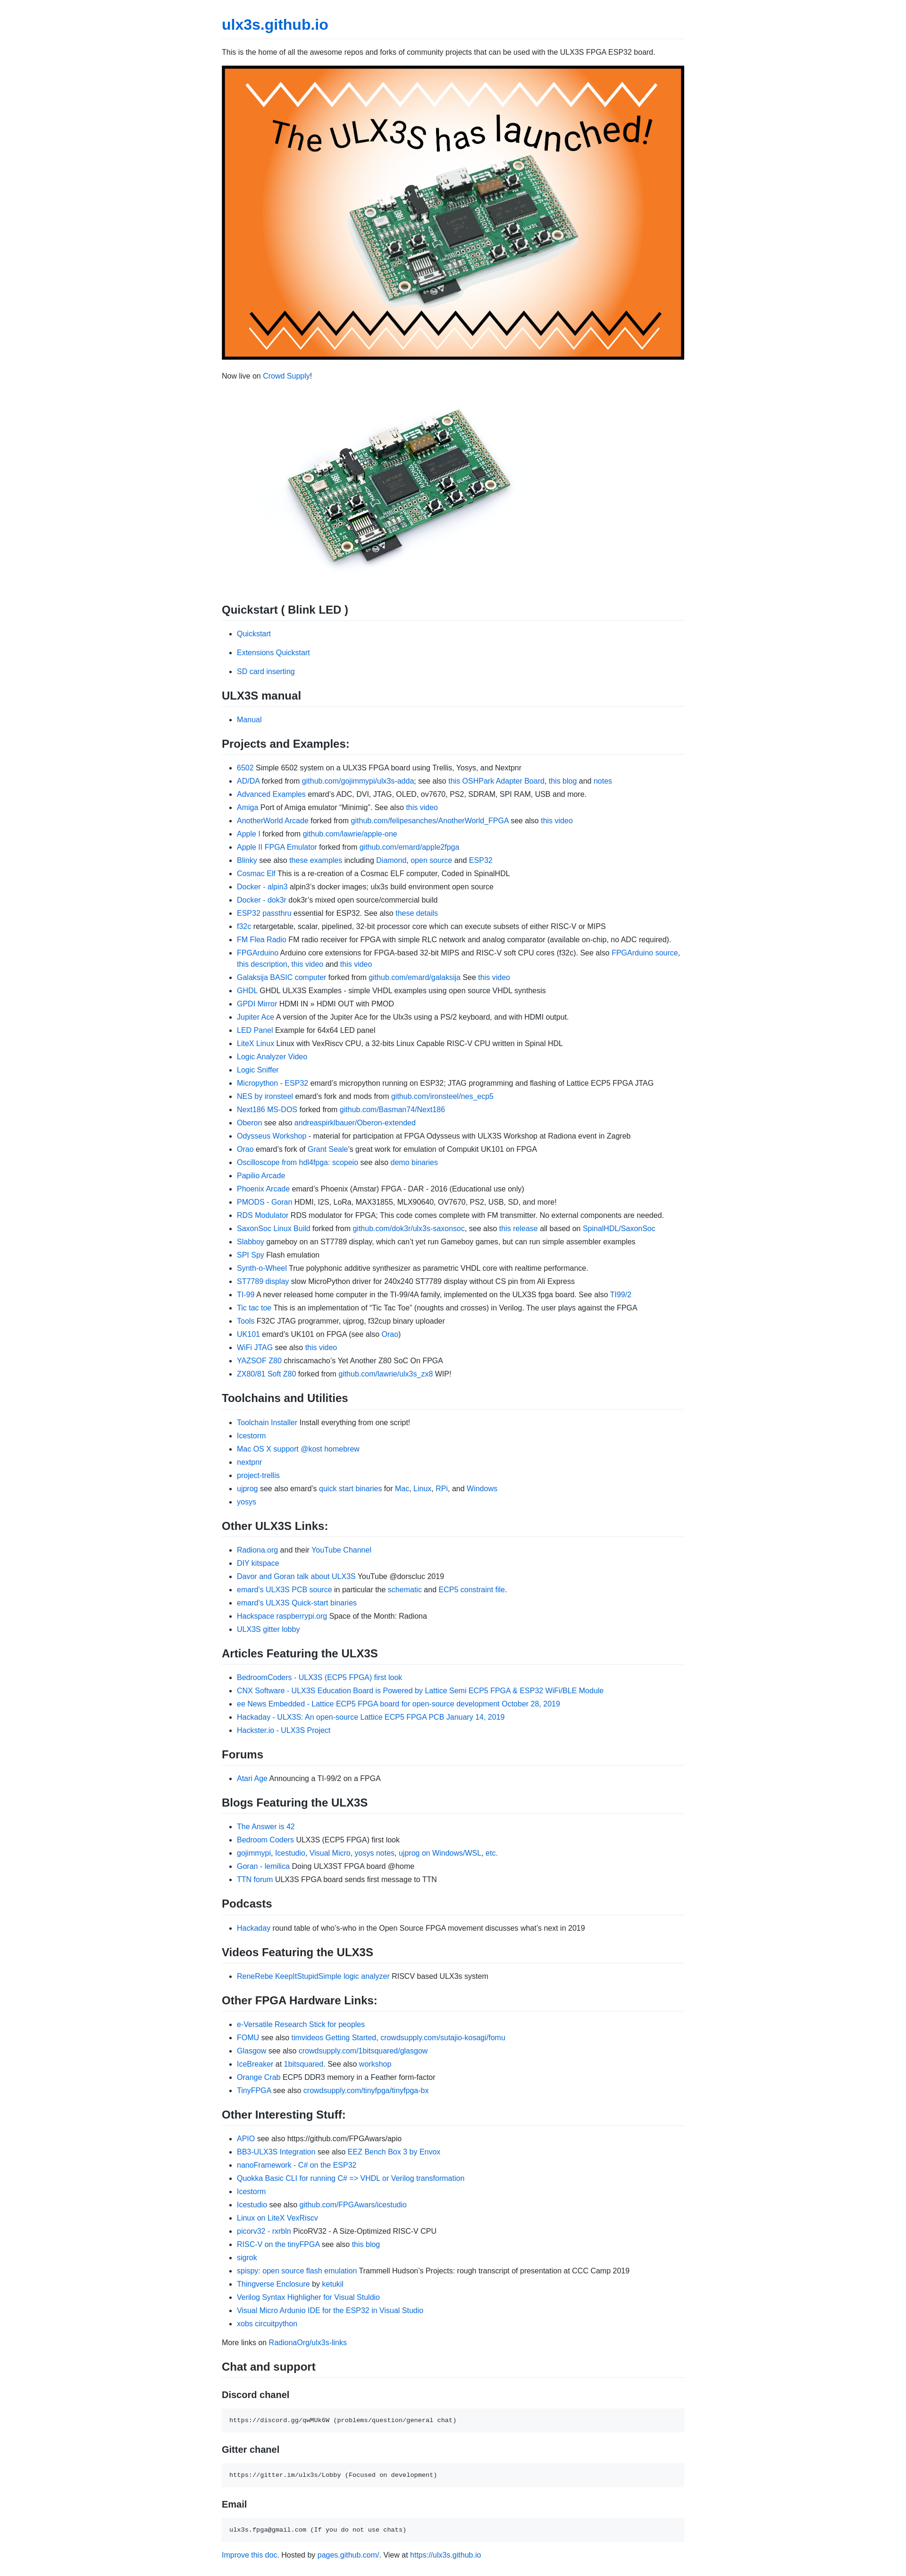 ulx3s.github.io
This is the home of all the awesome repos and forks of community projects that can be used with the ULX3S FPGA ESP32 board.
The ULX3S has launched!
Now live on Crowd Supply!
Quickstart ( Blink LED )
Quickstart
Extensions Quickstart
SD card inserting
ULX3S manual
Manual
Projects and Examples:
6502 Simple 6502 system on a ULX3S FPGA board using Trellis, Yosys, and Nextpnr
AD/DA forked from github.com/gojimmypi/ulx3s-adda; see also this OSHPark Adapter Board, this blog and notes
Advanced Examples emard's ADC, DVI, JTAG, OLED, ov7670, PS2, SDRAM, SPI RAM, USB and more.
Amiga Port of Amiga emulator “Minimig”. See also this video
AnotherWorld Arcade forked from github.com/felipesanches/AnotherWorld_FPGA see also this video
Apple I forked from github.com/lawrie/apple-one
Apple II FPGA Emulator forked from github.com/emard/apple2fpga
Blinky see also these examples including Diamond, open source and ESP32
Cosmac Elf This is a re-creation of a Cosmac ELF computer, Coded in SpinalHDL
Docker - alpin3 alpin3's docker images; ulx3s build environment open source
Docker - dok3r dok3r's mixed open source/commercial build
ESP32 passthru essential for ESP32. See also these details
f32c retargetable, scalar, pipelined, 32-bit processor core which can execute subsets of either RISC-V or MIPS
FM Flea Radio FM radio receiver for FPGA with simple RLC network and analog comparator (available on-chip, no ADC required).
FPGArduino Arduino core extensions for FPGA-based 32-bit MIPS and RISC-V soft CPU cores (f32c). See also FPGArduino source,
this description, this video and this video
Galaksija BASIC computer forked from github.com/emard/galaksija See this video
GHDL GHDL ULX3S Examples - simple VHDL examples using open source VHDL synthesis
GPDI Mirror HDMI IN » HDMI OUT with PMOD
Jupiter Ace A version of the Jupiter Ace for the Ulx3s using a PS/2 keyboard, and with HDMI output.
LED Panel Example for 64x64 LED panel
LiteX Linux Linux with VexRiscv CPU, a 32-bits Linux Capable RISC-V CPU written in Spinal HDL
Logic Analyzer Video
Logic Sniffer
Micropython - ESP32 emard's micropython running on ESP32; JTAG programming and flashing of Lattice ECP5 FPGA JTAG
NES by ironsteel emard's fork and mods from github.com/ironsteel/nes_ecp5
Next186 MS-DOS forked from github.com/Basman74/Next186
Oberon see also andreaspirklbauer/Oberon-extended
Odysseus Workshop - material for participation at FPGA Odysseus with ULX3S Workshop at Radiona event in Zagreb
Orao emard's fork of Grant Seale's great work for emulation of Compukit UK101 on FPGA
Oscilloscope from hdl4fpga: scopeio see also demo binaries
Papilio Arcade
Phoenix Arcade emard's Phoenix (Amstar) FPGA - DAR - 2016 (Educational use only)
PMODS - Goran HDMI, I2S, LoRa, MAX31855, MLX90640, OV7670, PS2, USB, SD, and more!
RDS Modulator RDS modulator for FPGA; This code comes complete with FM transmitter. No external components are needed.
SaxonSoc Linux Build forked from github.com/dok3r/ulx3s-saxonsoc, see also this release all based on SpinalHDL/SaxonSoc
Slabboy gameboy on an ST7789 display, which can't yet run Gameboy games, but can run simple assembler examples
SPI Spy Flash emulation
Synth-o-Wheel True polyphonic additive synthesizer as parametric VHDL core with realtime performance.
ST7789 display slow MicroPython driver for 240x240 ST7789 display without CS pin from Ali Express
TI-99 A never released home computer in the TI-99/4A family, implemented on the ULX3S fpga board. See also TI99/2
Tic tac toe This is an implementation of “Tic Tac Toe” (noughts and crosses) in Verilog. The user plays against the FPGA
Tools F32C JTAG programmer, ujprog, f32cup binary uploader
UK101 emard's UK101 on FPGA (see also Orao)
WiFi JTAG see also this video
YAZSOF Z80 chriscamacho's Yet Another Z80 SoC On FPGA
ZX80/81 Soft Z80 forked from github.com/lawrie/ulx3s_zx8 WIP!
Toolchains and Utilities
Toolchain Installer Install everything from one script!
Icestorm
Mac OS X support @kost homebrew
nextpnr
project-trellis
ujprog see also emard's quick start binaries for Mac, Linux, RPi, and Windows
yosys
Other ULX3S Links:
Radiona.org and their YouTube Channel
DIY kitspace
Davor and Goran talk about ULX3S YouTube @dorscluc 2019
emard's ULX3S PCB source in particular the schematic and ECP5 constraint file.
emard's ULX3S Quick-start binaries
Hackspace raspberrypi.org Space of the Month: Radiona
ULX3S gitter lobby
Articles Featuring the ULX3S
BedroomCoders - ULX3S (ECP5 FPGA) first look
CNX Software - ULX3S Education Board is Powered by Lattice Semi ECP5 FPGA & ESP32 WiFi/BLE Module
ee News Embedded - Lattice ECP5 FPGA board for open-source development October 28, 2019
Hackaday - ULX3S: An open-source Lattice ECP5 FPGA PCB January 14, 2019
Hackster.io - ULX3S Project
Forums
Atari Age Announcing a TI-99/2 on a FPGA
Blogs Featuring the ULX3S
The Answer is 42
Bedroom Coders ULX3S (ECP5 FPGA) first look
gojimmypi, Icestudio, Visual Micro, yosys notes, ujprog on Windows/WSL, etc.
Goran - lemilica Doing ULX3ST FPGA board @home
TTN forum ULX3S FPGA board sends first message to TTN
Podcasts
Hackaday round table of who's-who in the Open Source FPGA movement discusses what's next in 2019
Videos Featuring the ULX3S
ReneRebe KeepItStupidSimple logic analyzer RISCV based ULX3s system
Other FPGA Hardware Links:
e-Versatile Research Stick for peoples
FOMU see also timvideos Getting Started, crowdsupply.com/sutajio-kosagi/fomu
Glasgow see also crowdsupply.com/1bitsquared/glasgow
IceBreaker at 1bitsquared. See also workshop
Orange Crab ECP5 DDR3 memory in a Feather form-factor
TinyFPGA see also crowdsupply.com/tinyfpga/tinyfpga-bx
Other Interesting Stuff:
APIO see also https://github.com/FPGAwars/apio
BB3-ULX3S Integration see also EEZ Bench Box 3 by Envox
nanoFramework - C# on the ESP32
Quokka Basic CLI for running C# => VHDL or Verilog transformation
Icestorm
Icestudio see also github.com/FPGAwars/icestudio
Linux on LiteX VexRiscv
picorv32 - rxrbln PicoRV32 - A Size-Optimized RISC-V CPU
RISC-V on the tinyFPGA see also this blog
sigrok
spispy: open source flash emulation Trammell Hudson's Projects: rough transcript of presentation at CCC Camp 2019
Thingverse Enclosure by ketukil
Verilog Syntax Highligher for Visual Stuldio
Visual Micro Ardunio IDE for the ESP32 in Visual Studio
xobs circuitpython
More links on RadionaOrg/ulx3s-links
Chat and support
Discord chanel
https://discord.gg/qwMUk6W (problems/question/general chat)
Gitter chanel
https://gitter.im/ulx3s/Lobby (Focused on development)
Email
ulx3s.fpga@gmail.com (If you do not use chats)
Improve this doc. Hosted by pages.github.com/. View at https://ulx3s.github.io